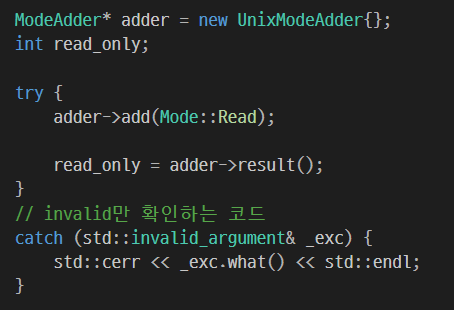 ModeAdder* adder = new UnixModeAdder{};
int read_only;

try {
    adder->add(Mode::Read);

    read_only = adder->result();
}
// invalid만 확인하는 코드
catch (std::invalid_argument& _exc) {
    std::cerr << _exc.what() << std::endl;
}